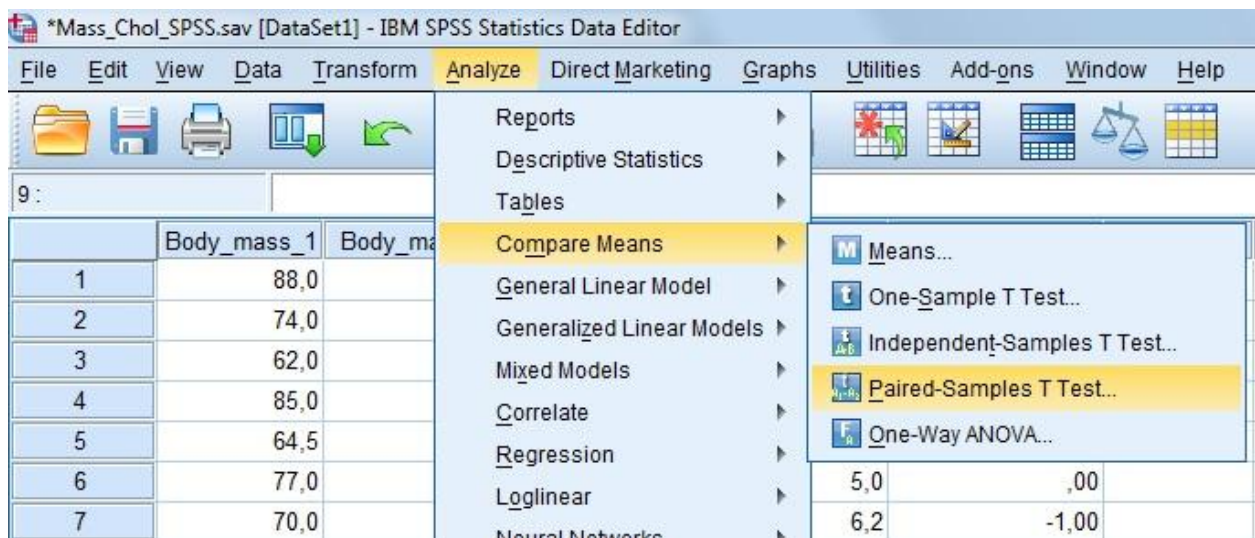 *Mass_Chol_SPSS.sav [DataSet1] - IBM SPSS Statistics Data Editor
File Edit View Data Transform Analyze Direct Marketing Graphs Utilities Add-ons Window Help
9 :
Body_mass_1 Body_ma
1 88,0
2 74,0
3 62,0
4 85,0
5 64,5
6 77,0 5,0 ,00
7 70,0 6,2 -1,00
Reports
Descriptive Statistics
Tables
Compare Means
General Linear Model
Generalized Linear Models
Mixed Models
Correlate
Regression
Loglinear
Neural Networks
Means...
One-Sample T Test...
Independent-Samples T Test...
Paired-Samples T Test...
One-Way ANOVA...